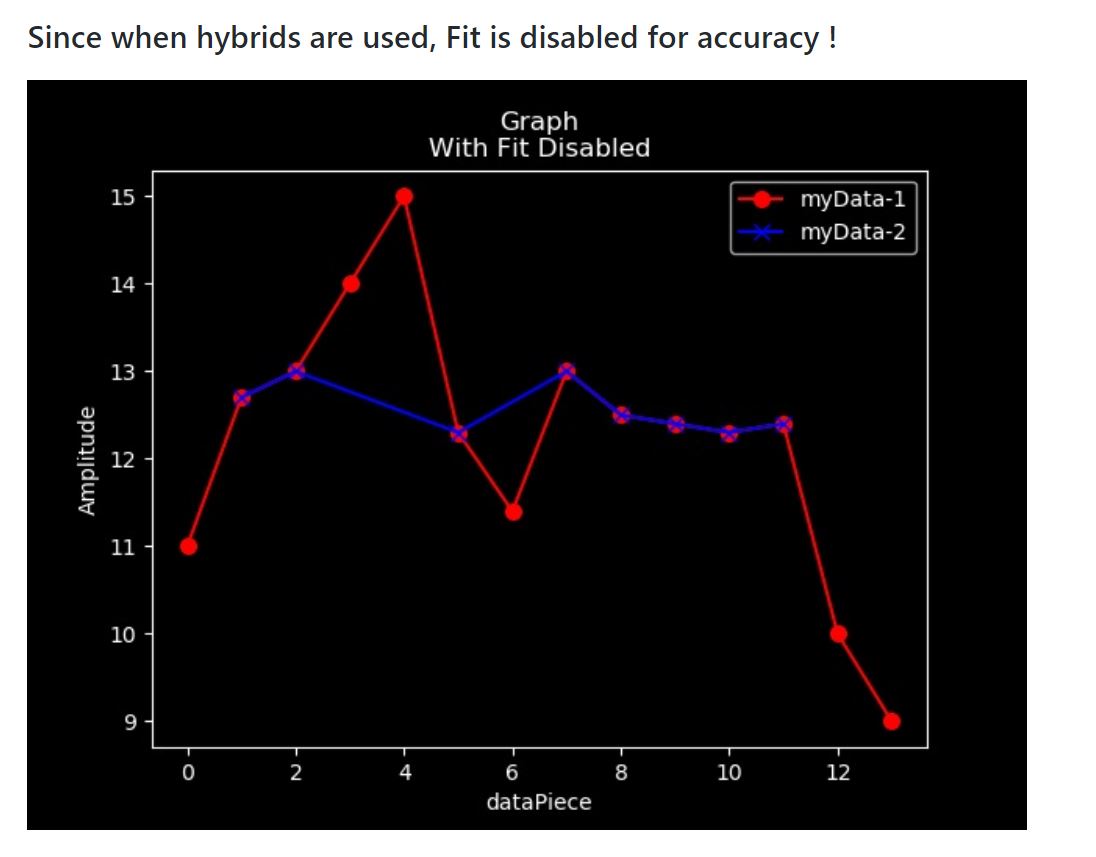 Since when hybrids are used, Fit is disabled for accuracy !
Graph
With Fit Disabled
myData-1
myData-2
15
14
13
12
11
10
9
Amplitude
0 2 4 6 8 10 12
dataPiece